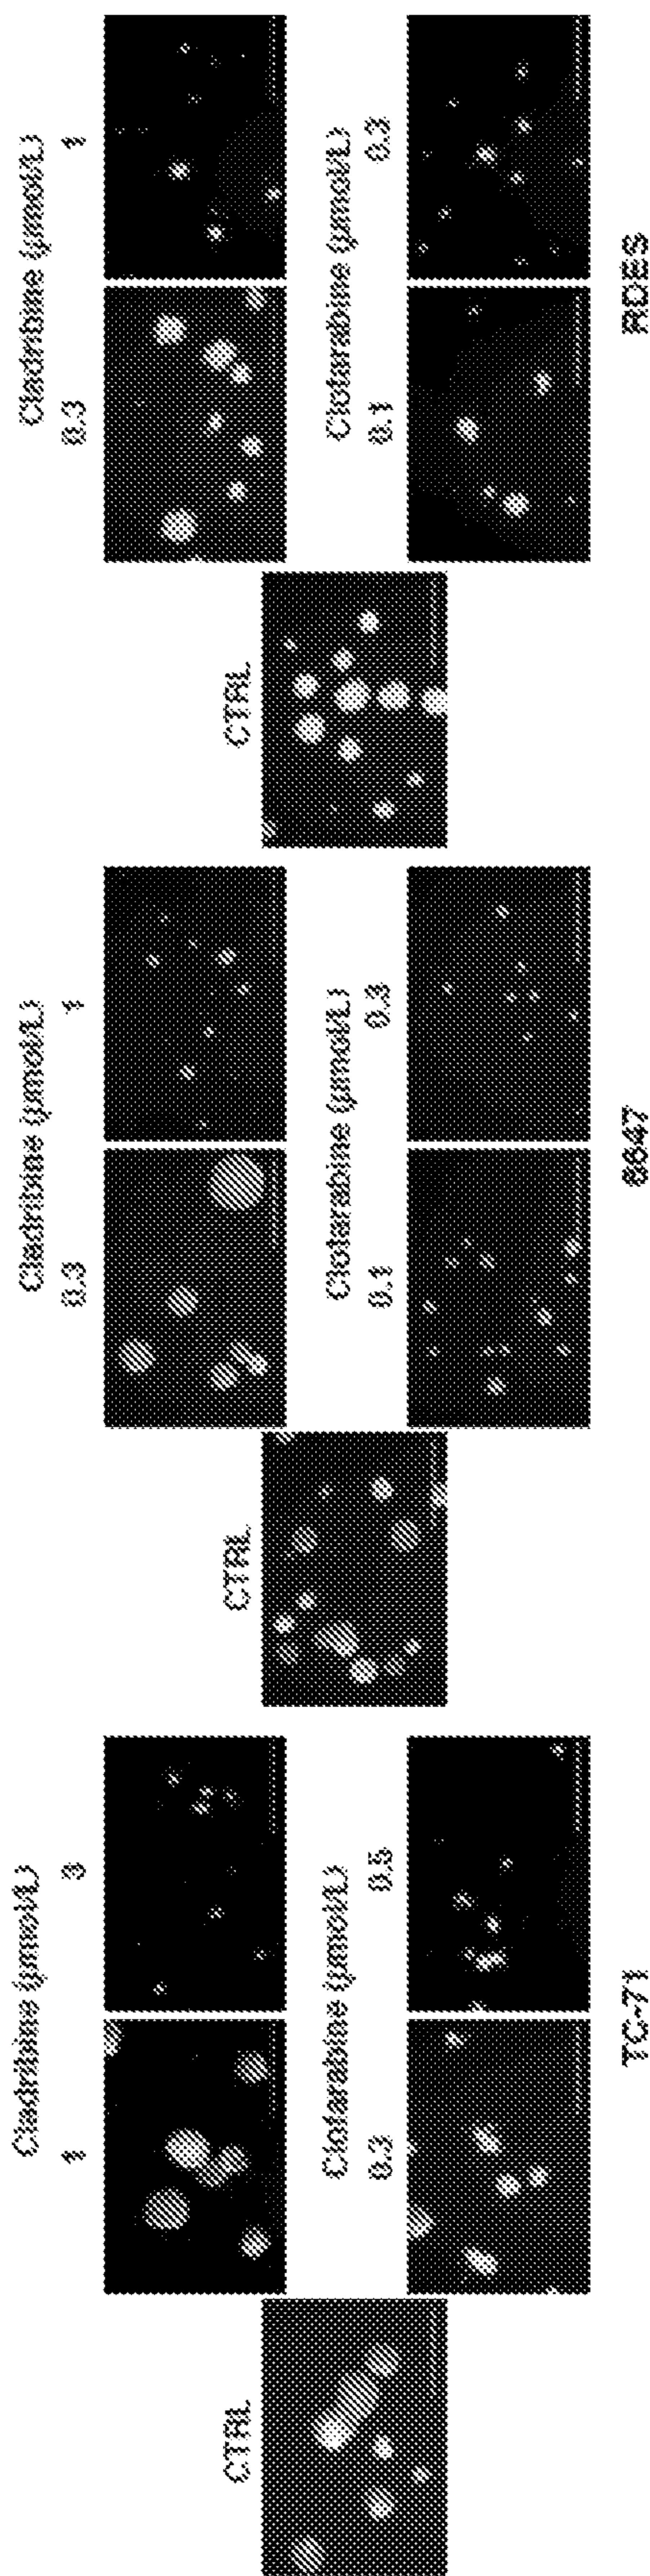 Cladribine (μmol/L)
1 3
CTRL
Clofarabine (μmol/L)
0.3 0.5
TC-71
Cladribine (μmol/L)
0.3 1
CTRL
Clofarabine (μmol/L)
0.1 0.3
6647
Cladribine (μmol/L)
0.3 1
CTRL
Clofarabine (μmol/L)
0.1 0.3
RDES